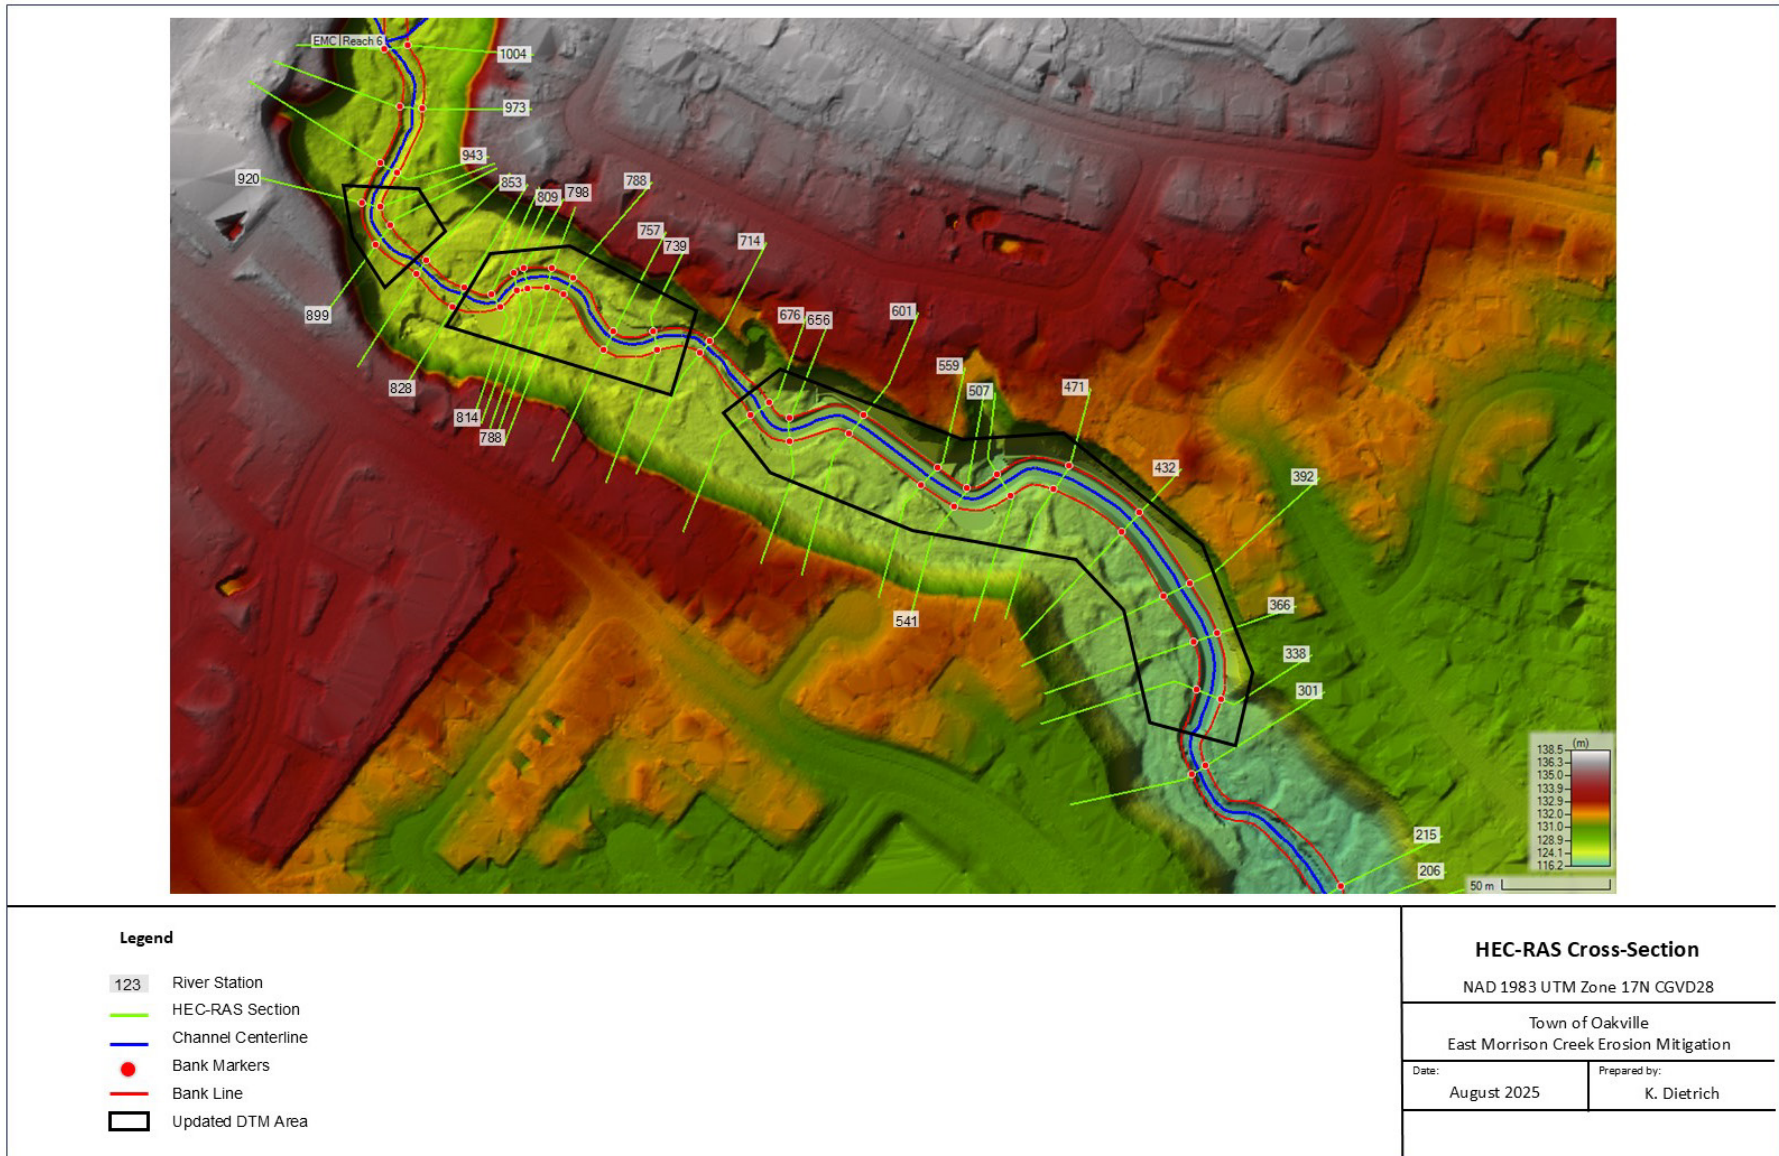 EMC Reach 6
1004
973
943
920
853
809
798
788
757
739
714
899
676
656
601
828
559
507
471
814
788
432
392
541
366
338
301
215
206
(m)
138.5
136.3
135.0
133.9
132.9
132.0
131.0
128.9
124.1
116.2
50 m
Legend
123 River Station
HEC-RAS Section
Channel Centerline
Bank Markers
Bank Line
Updated DTM Area
HEC-RAS Cross-Section
NAD 1983 UTM Zone 17N CGVD28
Town of Oakville
East Morrison Creek Erosion Mitigation
Date:
August 2025
Prepared by:
K. Dietrich